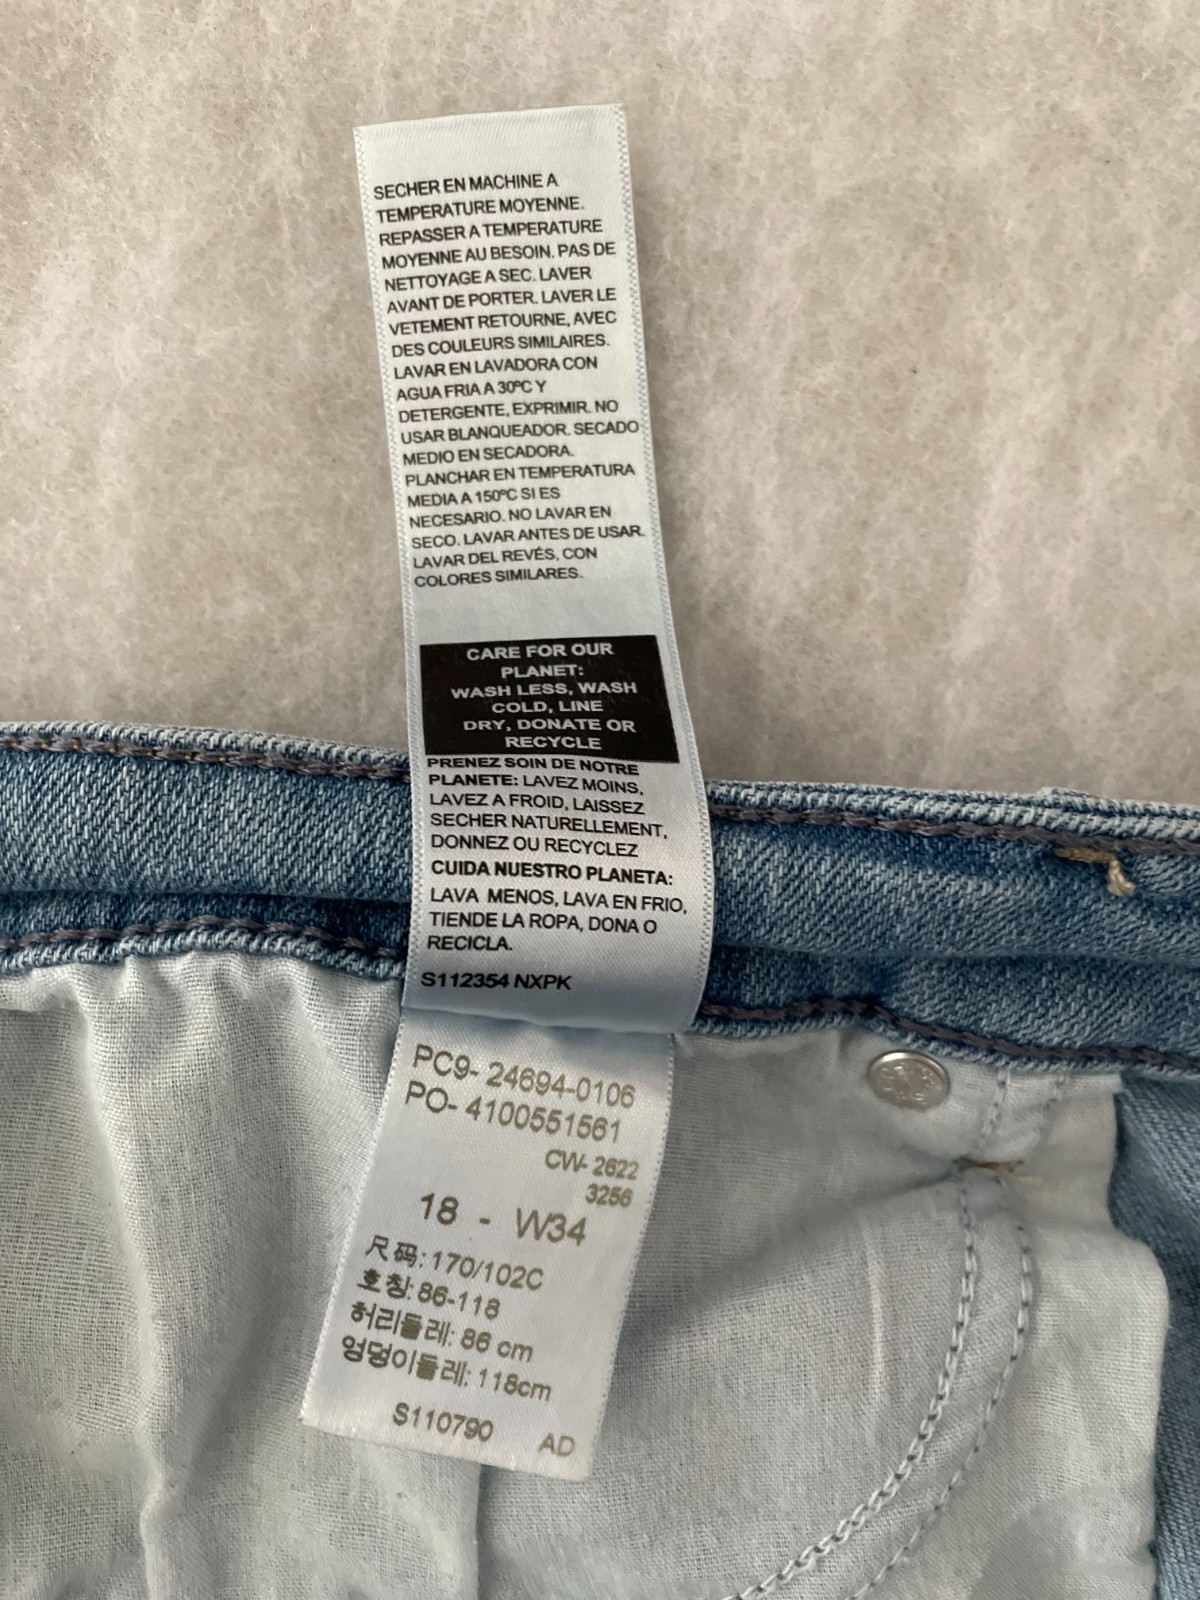 SECHER EN MACHINE A
TEMPERATURE MOYENNE.
REPASSER A TEMPERATURE
MOYENNE AU BESOIN. PAS DE
NETTOYAGE A SEC. LAVER
AVANT DE PORTER. LAVER LE
VETEMENT RETOURNE, AVEC
DES COULEURS SIMILAIRES.
LAVAR EN LAVADORA CON
AGUA FRIA A 30ºC Y
DETERGENTE, EXPRIMIR. NO
USAR BLANQUEADOR. SECADO
MEDIO EN SECADORA.
PLANCHAR EN TEMPERATURA
MEDIA A 150ºC SI ES
NECESARIO. NO LAVAR EN
SECO. LAVAR ANTES DE USAR.
LAVAR DEL REVÉS, CON
COLORES SIMILARES.
CARE FOR OUR
PLANET:
WASH LESS, WASH
COLD, LINE
DRY, DONATE OR
RECYCLE
PRENEZ SOIN DE NOTRE
PLANETE: LAVEZ MOINS,
LAVEZ A FROID, LAISSEZ
SECHER NATURELLEMENT,
DONNEZ OU RECYCLEZ
CUIDA NUESTRO PLANETA:
LAVA MENOS, LAVA EN FRIO,
TIENDE LA ROPA, DONA O
RECICLA.
S112354 NXPK
PC9- 24694-0106
PO- 4100551561
CW- 2622
3256
18 - W34
尺码: 170/102C
호칭: 86-118
허리둘레: 86 cm
엉덩이둘레: 118cm
S110790 AD